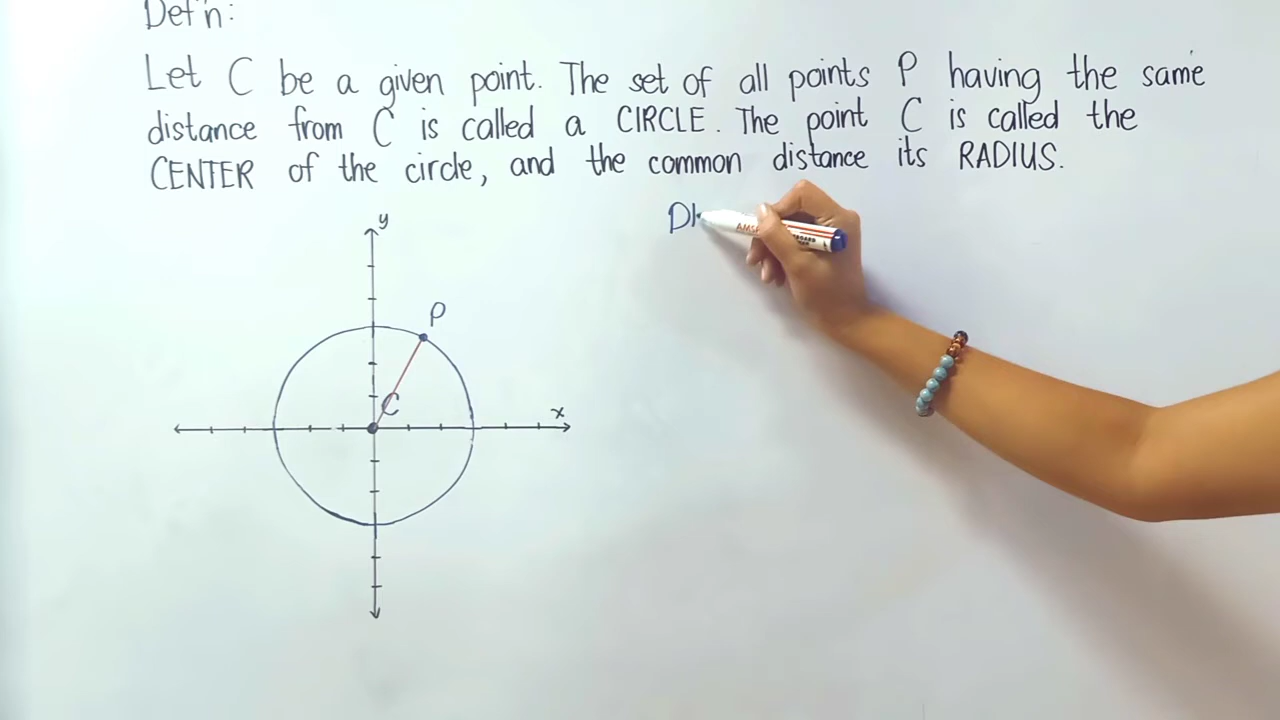 Def'n:
Let C be a given point. The set of all points P having the same
distance from C is called a CIRCLE. The point C is called the
CENTER of the circle, and the common distance its RADIUS.
y
P
C
x